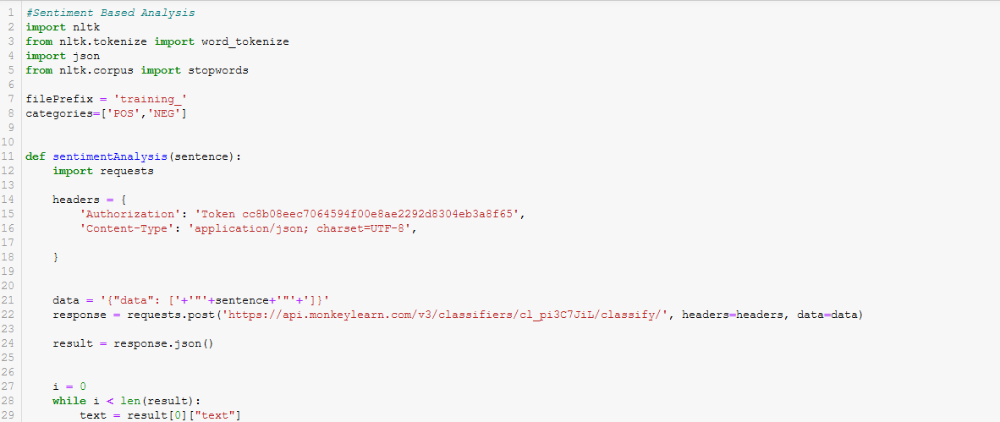 1 #Sentiment Based Analysis
2 import nltk
3 from nltk.tokenize import word_tokenize
4 import json
5 from nltk.corpus import stopwords
6
7 filePrefix = 'training_'
8 categories=['POS','NEG']
9
10
11 def sentimentAnalysis(sentence):
12     import requests
13
14     headers = {
15         'Authorization': 'Token cc8b08eec7064594f00e8ae2292d8304eb3a8f65',
16         'Content-Type': 'application/json; charset=UTF-8',
17
18     }
19
20
21     data = '{"data": ['+'"'+sentence+'"'+']}'
22     response = requests.post('https://api.monkeylearn.com/v3/classifiers/cl_pi3C7JiL/classify/', headers=headers, data=data)
23
24     result = response.json()
25
26
27     i = 0
28     while i < len(result):
29         text = result[0]["text"]